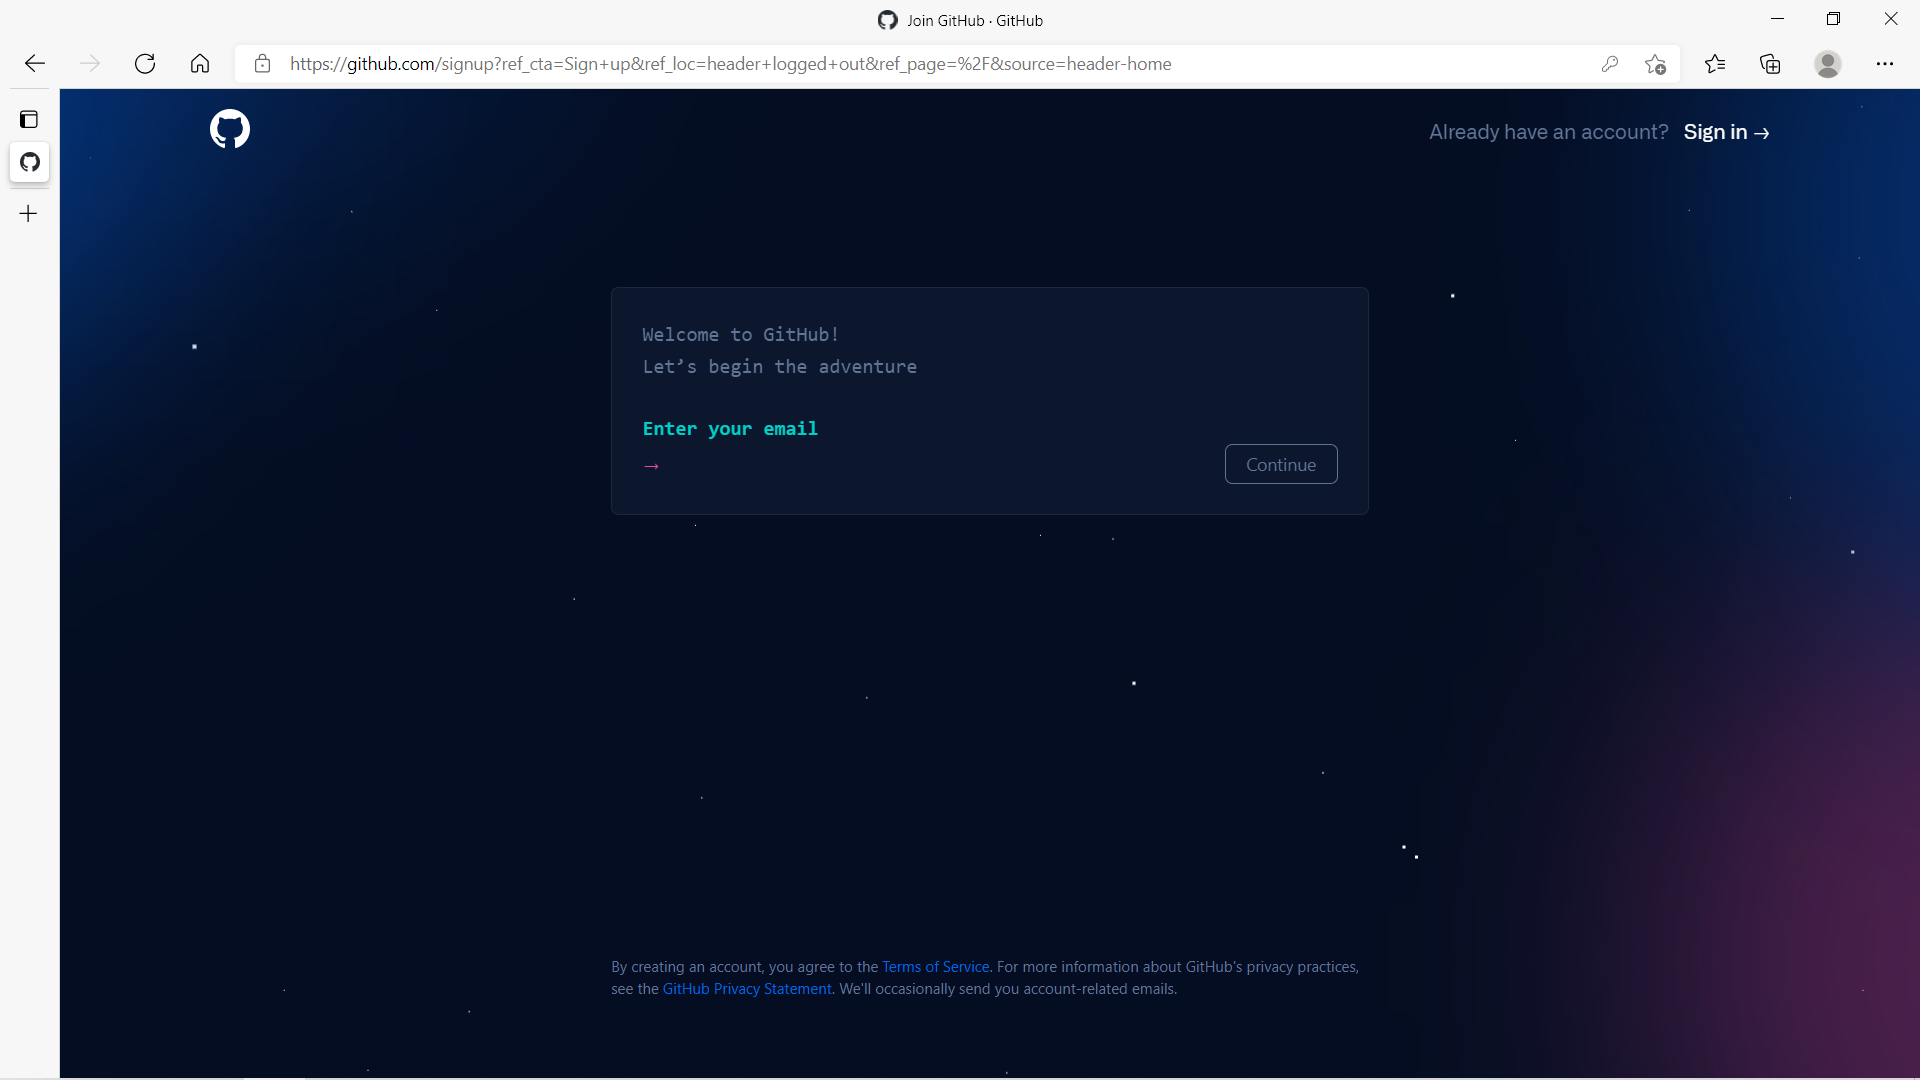 Join GitHub · GitHub
https://github.com/signup?ref_cta=Sign+up&ref_loc=header+logged+out&ref_page=%2F&source=header-home
Already have an account? Sign in →
Welcome to GitHub!
Let’s begin the adventure
Enter your email
→
Continue
By creating an account, you agree to the Terms of Service. For more information about GitHub's privacy practices,
see the GitHub Privacy Statement. We'll occasionally send you account-related emails.